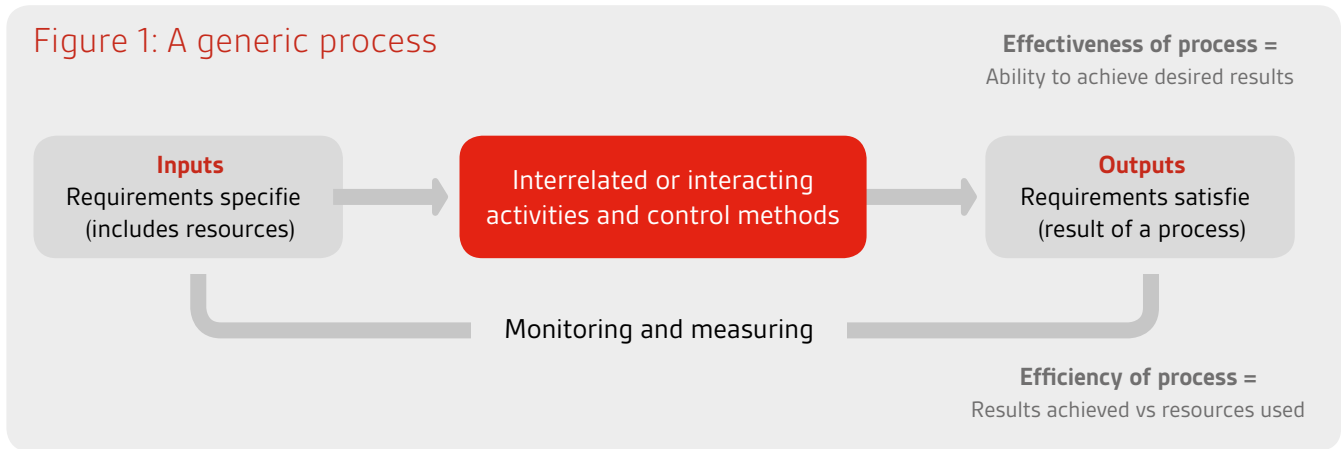 Figure 1: A generic process
Effectiveness of process =
Ability to achieve desired results
Inputs
Requirements specifie
(includes resources)
Interrelated or interacting
activities and control methods
Outputs
Requirements satisfie
(result of a process)
Monitoring and measuring
Efficiency of process =
Results achieved vs resources used